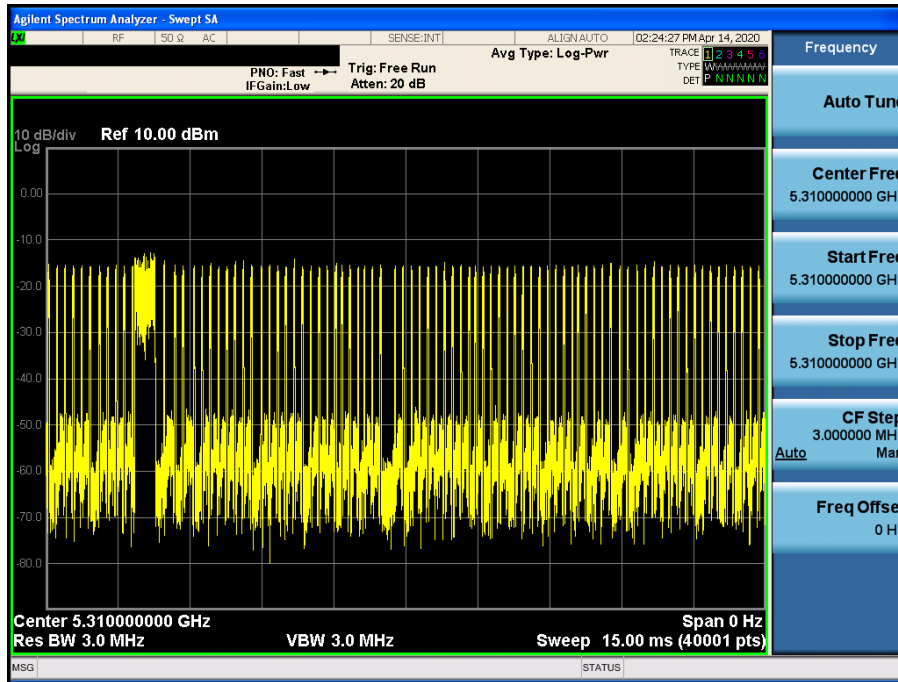 Agilent Spectrum Analyzer - Swept SA
LXI RF 50 Ω AC SENSE:INT ALIGN AUTO 02:24:27 PM Apr 14, 2020
Avg Type: Log-Pwr
TRACE 1 2 3 4 5 6
PNO: Fast Trig: Free Run
TYPE WWWWWWW
IFGain:Low Atten: 20 dB
DET P N N N N N
10 dB/div Ref 10.00 dBm
Log
0.00
-10.0
-20.0
-30.0
-40.0
-50.0
-60.0
-70.0
-80.0
Center 5.310000000 GHz Span 0 Hz
Res BW 3.0 MHz VBW 3.0 MHz Sweep 15.00 ms (40001 pts)
MSG STATUS
Frequency
Auto Tun
Center Fre
5.310000000 GH
Start Fre
5.310000000 GH
Stop Fre
5.310000000 GH
CF Ste
3.000000 MH
Auto Ma
Freq Offse
0 H